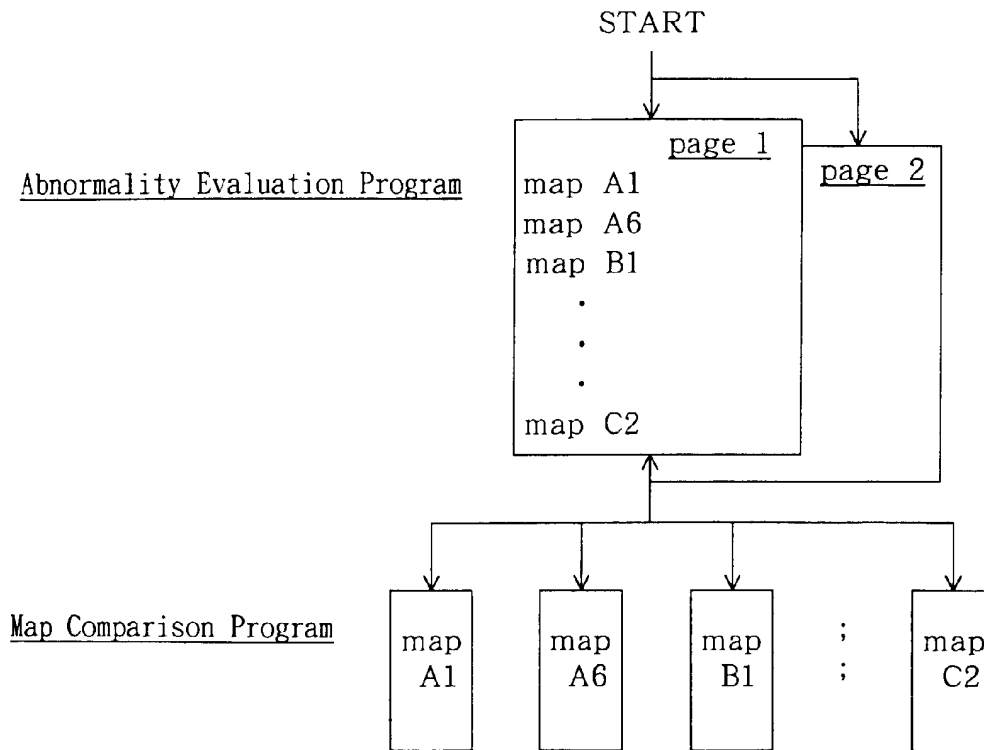 START
page 1
page 2
Abnormality Evaluation Program
map A1
map A6
map B1
.
.
.
map C2
Map Comparison Program
map
A1
map
A6
map
B1
;
;
map
C2